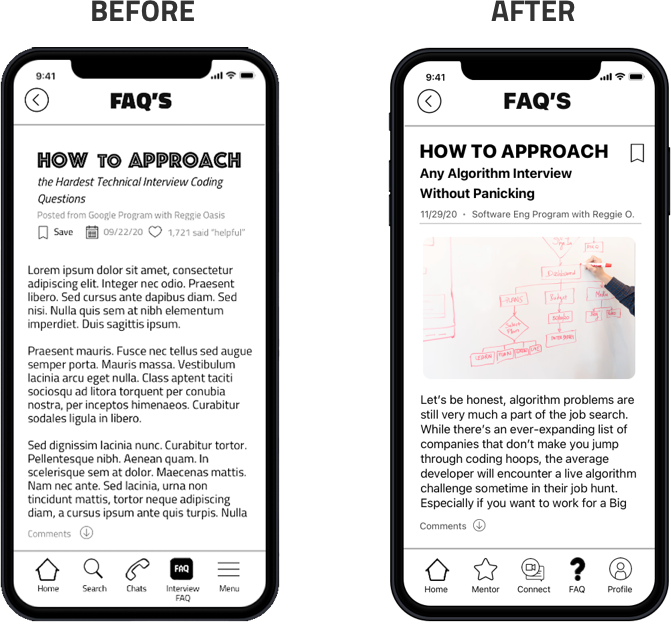 BEFORE
9:41
FAQ'S
HOW TO APPROACH
the Hardest Technical Interview Coding
Questions
Posted from Google Program with Reggie Oasis
Save 09/22/20 1,721 said "helpful"
Lorem ipsum dolor sit amet, consectetur
adipiscing elit. Integer nec odio. Praesent
libero. Sed cursus ante dapibus diam. Sed
nisi. Nulla quis sem at nibh elementum
imperdiet. Duis sagittis ipsum.
Praesent mauris. Fusce nec tellus sed augue
semper porta. Mauris massa. Vestibulum
lacinia arcu eget nulla. Class aptent taciti
sociosqu ad litora torquent per conubia
nostra, per inceptos himenaeos. Curabitur
sodales ligula in libero.
Sed dignissim lacinia nunc. Curabitur tortor.
Pellentesque nibh. Aenean quam. In
scelerisque sem at dolor. Maecenas mattis.
Nam nec ante. Sed lacinia, urna non
tincidunt mattis, tortor neque adipiscing
diam, a cursus ipsum ante quis turpis. Nulla
Comments
Home Search Chats FAQ Interview FAQ Menu
AFTER
9:41
FAQ'S
HOW TO APPROACH
Any Algorithm Interview
Without Panicking
11/29/20 • Software Eng Program with Reggie O.
Dashboard
Let's be honest, algorithm problems are
still very much a part of the job search.
While there's an ever-expanding list of
companies that don't make you jump
through coding hoops, the average
developer will encounter a live algorithm
challenge sometime in their job hunt.
Especially if you want to work for a Big
Comments
Home Mentor Connect FAQ Profile